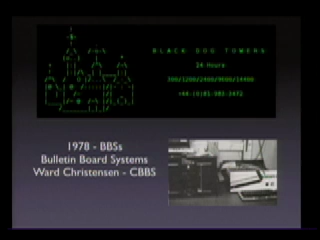 BLACK DOG TOWERS
24 Hours
300/1200/2400/9600/14400
1978 - BBSs
Bulletin Board Systems
Ward Christensen - CBBS